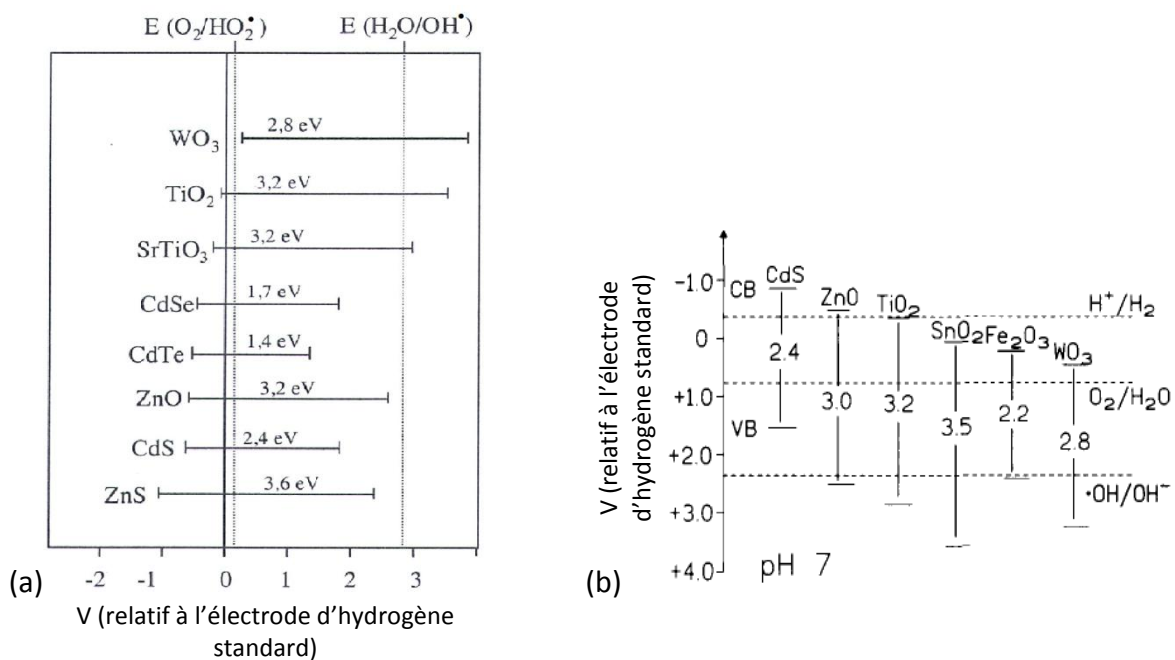 E (O₂/HO₂•)
E (H₂O/OH•)
WO₃
2,8 eV
TiO₂
3,2 eV
SrTiO₃
3,2 eV
CdSe
1,7 eV
CdTe
1,4 eV
ZnO
3,2 eV
CdS
2,4 eV
ZnS
3,6 eV
-2 -1 0 1 2 3
(a)
V (relatif à l’électrode d’hydrogène
standard)
V (relatif à l’électrode
d’hydrogène standard)
-1.0
0
+1.0
+2.0
+3.0
+4.0
CB
VB
CdS
ZnO
TiO₂
SnO₂
Fe₂O₃
WO₃
2.4
3.0
3.2
3.5
2.2
2.8
H⁺/H₂
O₂/H₂O
·OH/OH⁻
pH 7
(b)